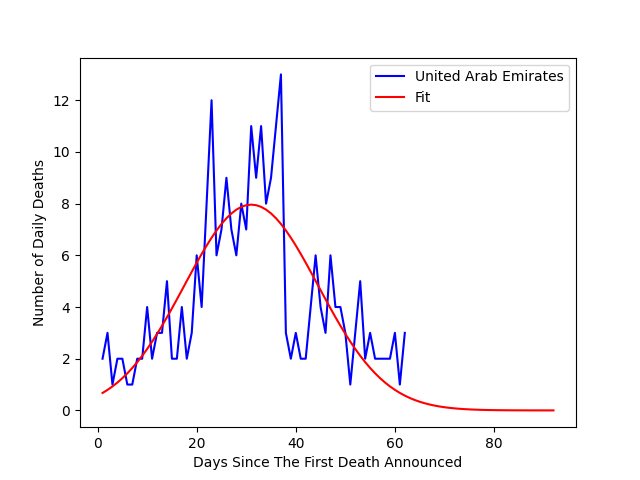 United Arab Emirates
Fit
Number of Daily Deaths
12
10
8
6
4
2
0
0 20 40 60 80
Days Since The First Death Announced